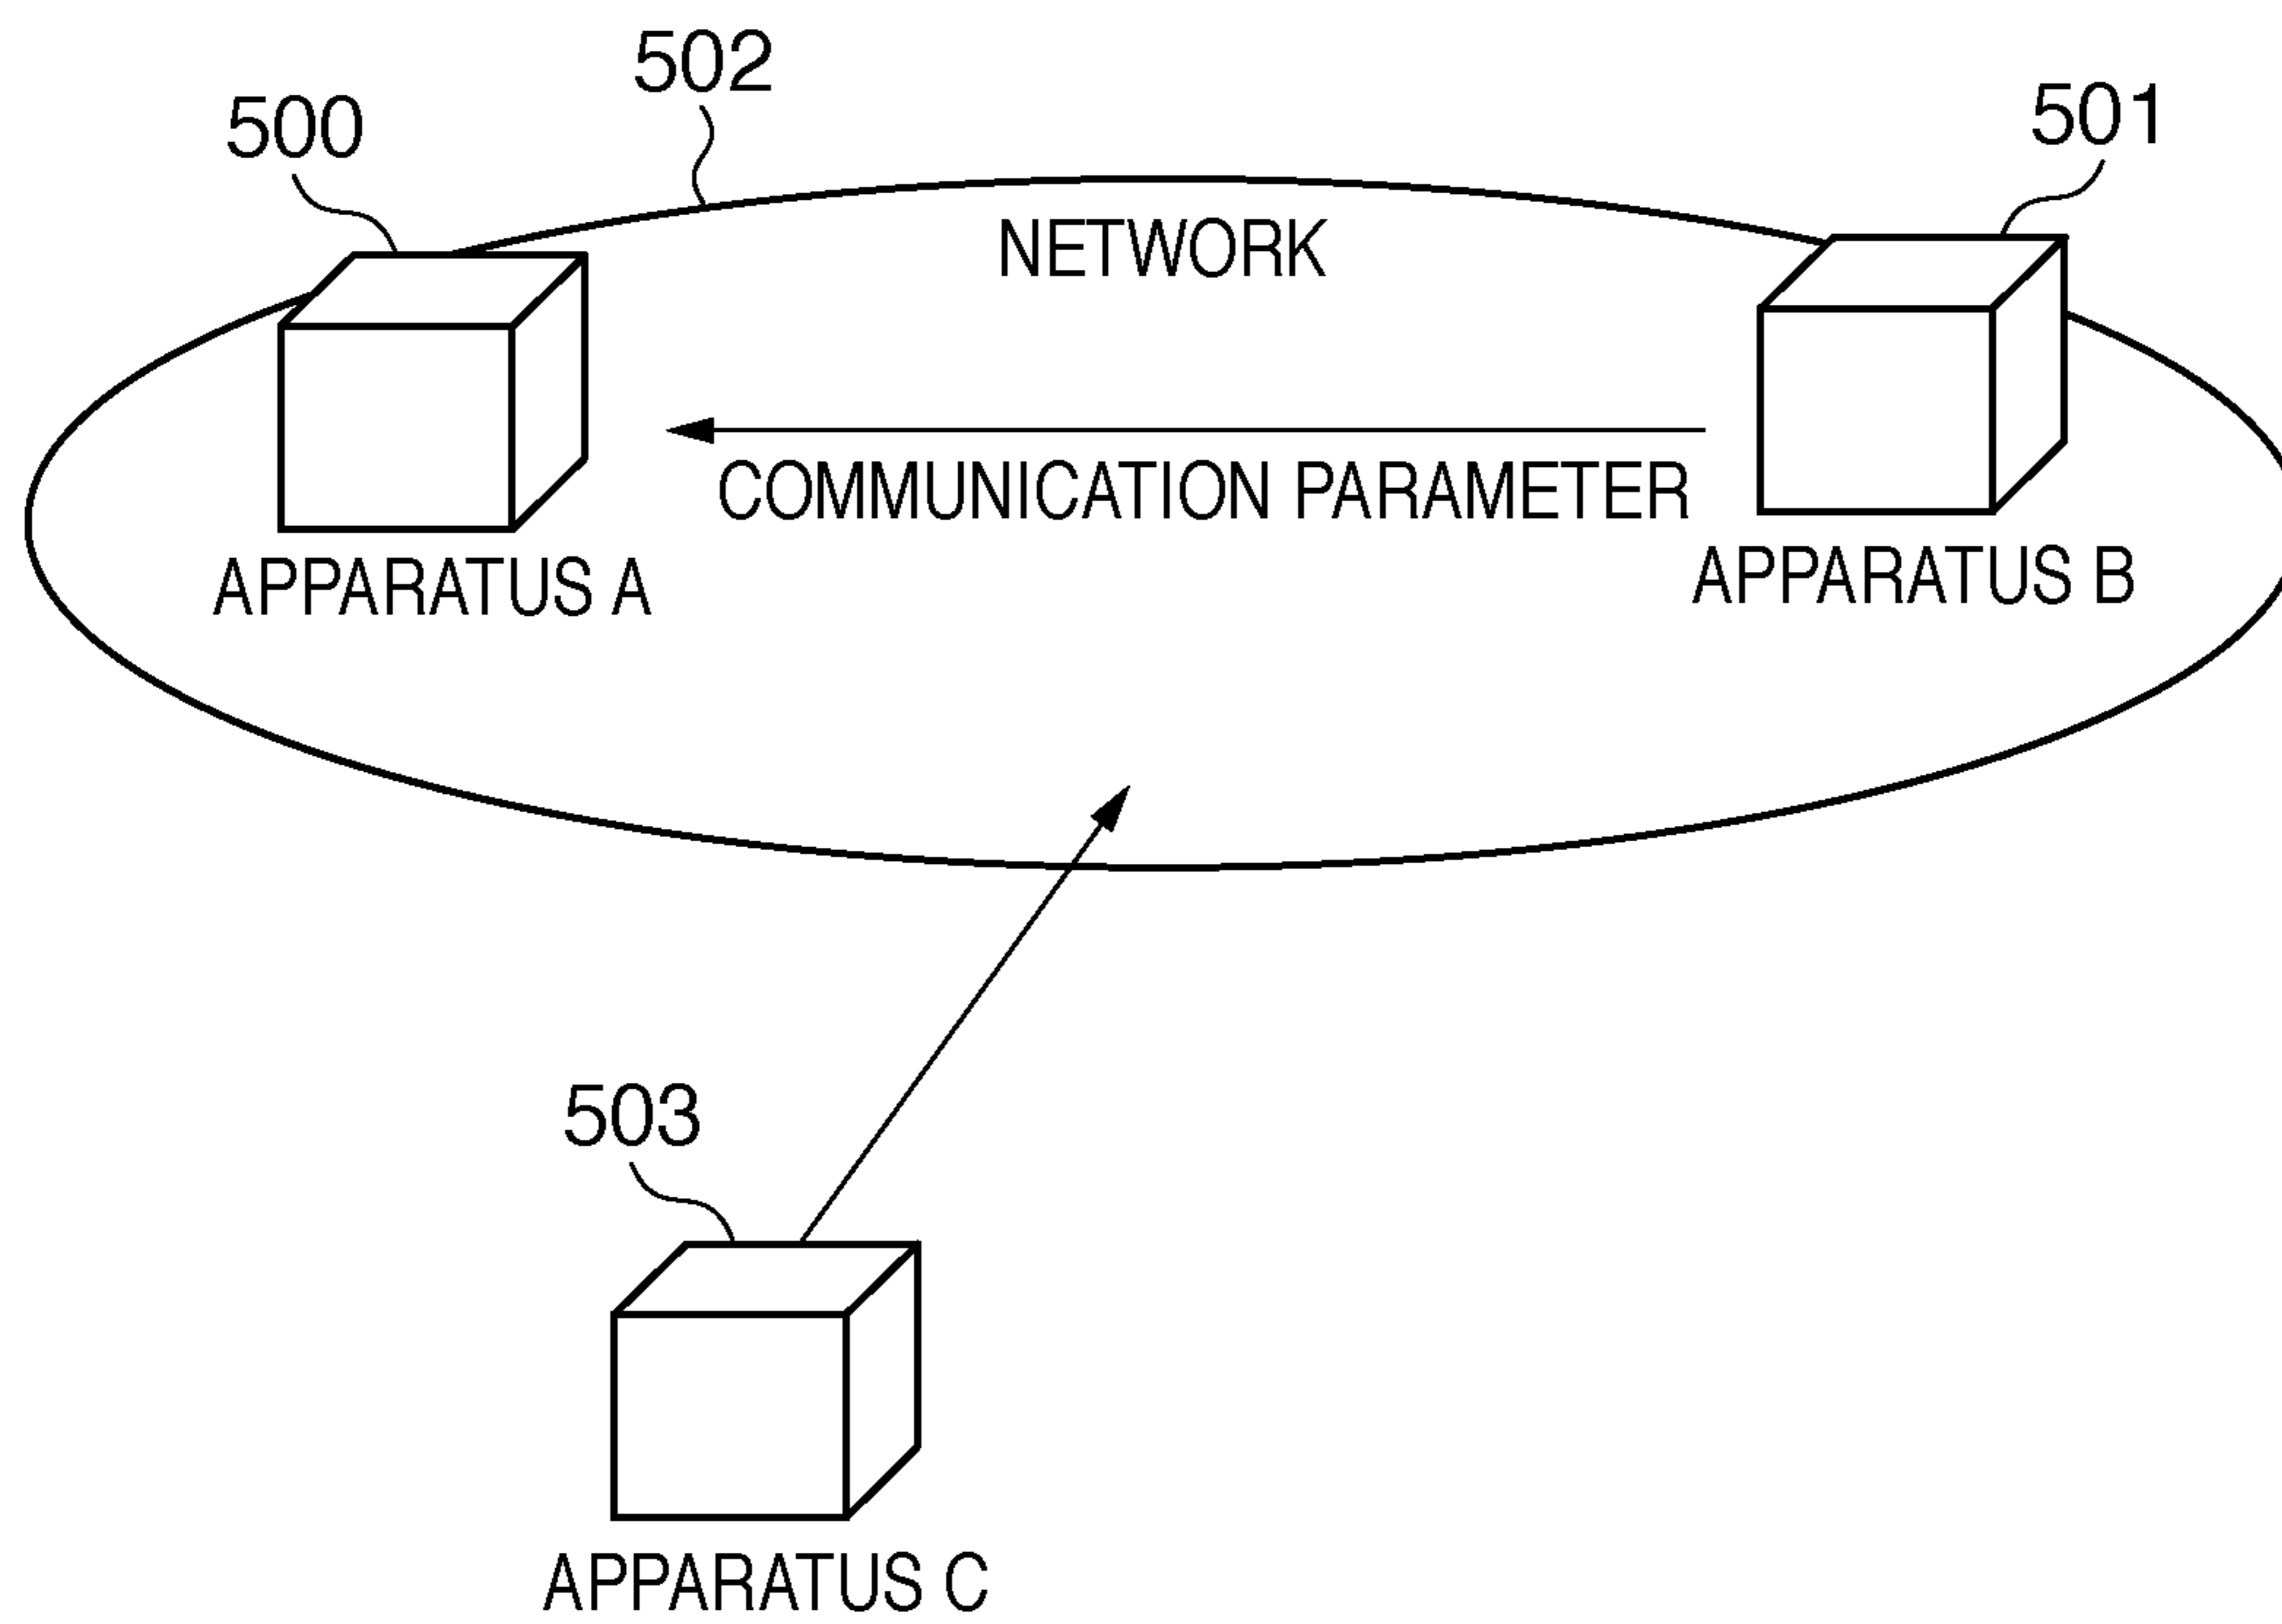 502
500
501
NETWORK
COMMUNICATION PARAMETER
APPARATUS A
APPARATUS B
503
APPARATUS C